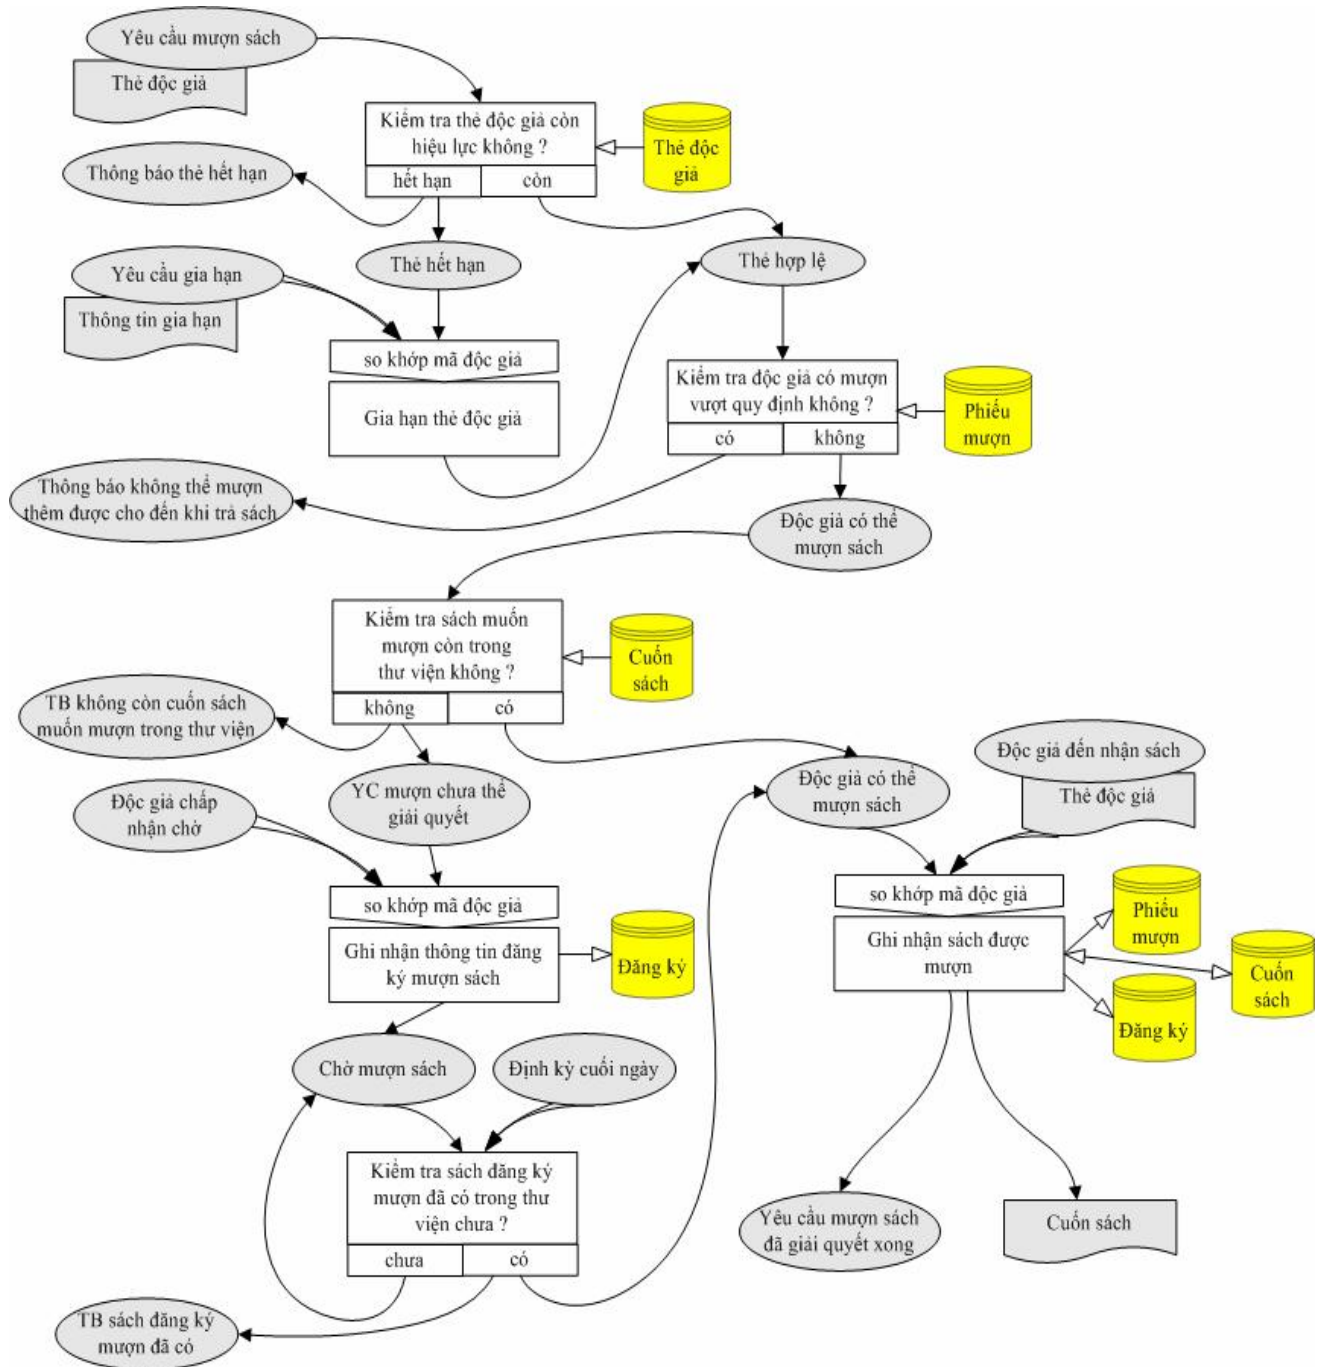 Yêu cầu mượn sách
Thẻ độc giả
Kiểm tra thẻ độc giả còn
hiệu lực không ?
hết hạn
còn
Thẻ độc
giả
Thông báo thẻ hết hạn
Thẻ hết hạn
Thẻ hợp lệ
Yêu cầu gia hạn
Thông tin gia hạn
so khớp mã độc giả
Gia hạn thẻ độc giả
Kiểm tra độc giả có mượn
vượt quy định không ?
có
không
Phiếu
mượn
Thông báo không thể mượn
thêm được cho đến khi trả sách
Độc giả có thể
mượn sách
Kiểm tra sách muốn
mượn còn trong
thư viện không ?
không
có
Cuốn
sách
TB không còn cuốn sách
muốn mượn trong thư viện
Độc giả chấp
nhận chờ
YC mượn chưa thể
giải quyết
Độc giả có thể
mượn sách
Độc giả đến nhận sách
Thẻ độc giả
so khớp mã độc giả
Ghi nhận thông tin đăng
ký mượn sách
Đăng ký
so khớp mã độc giả
Ghi nhận sách được
mượn
Phiếu
mượn
Cuốn
sách
Đăng ký
Chờ mượn sách
Định kỳ cuối ngày
Kiểm tra sách đăng ký
mượn đã có trong thư
viện chưa ?
chưa
có
Yêu cầu mượn sách
đã giải quyết xong
Cuốn sách
TB sách đăng ký
mượn đã có